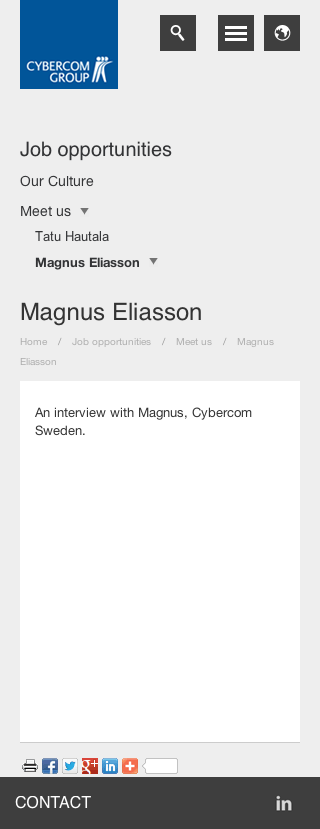 CYBERCOM
GROUP
Job opportunities
Our Culture
Meet us
Tatu Hautala
Magnus Eliasson
Magnus Eliasson
Home / Job opportunities / Meet us / Magnus
Eliasson
An interview with Magnus, Cybercom
Sweden.
CONTACT